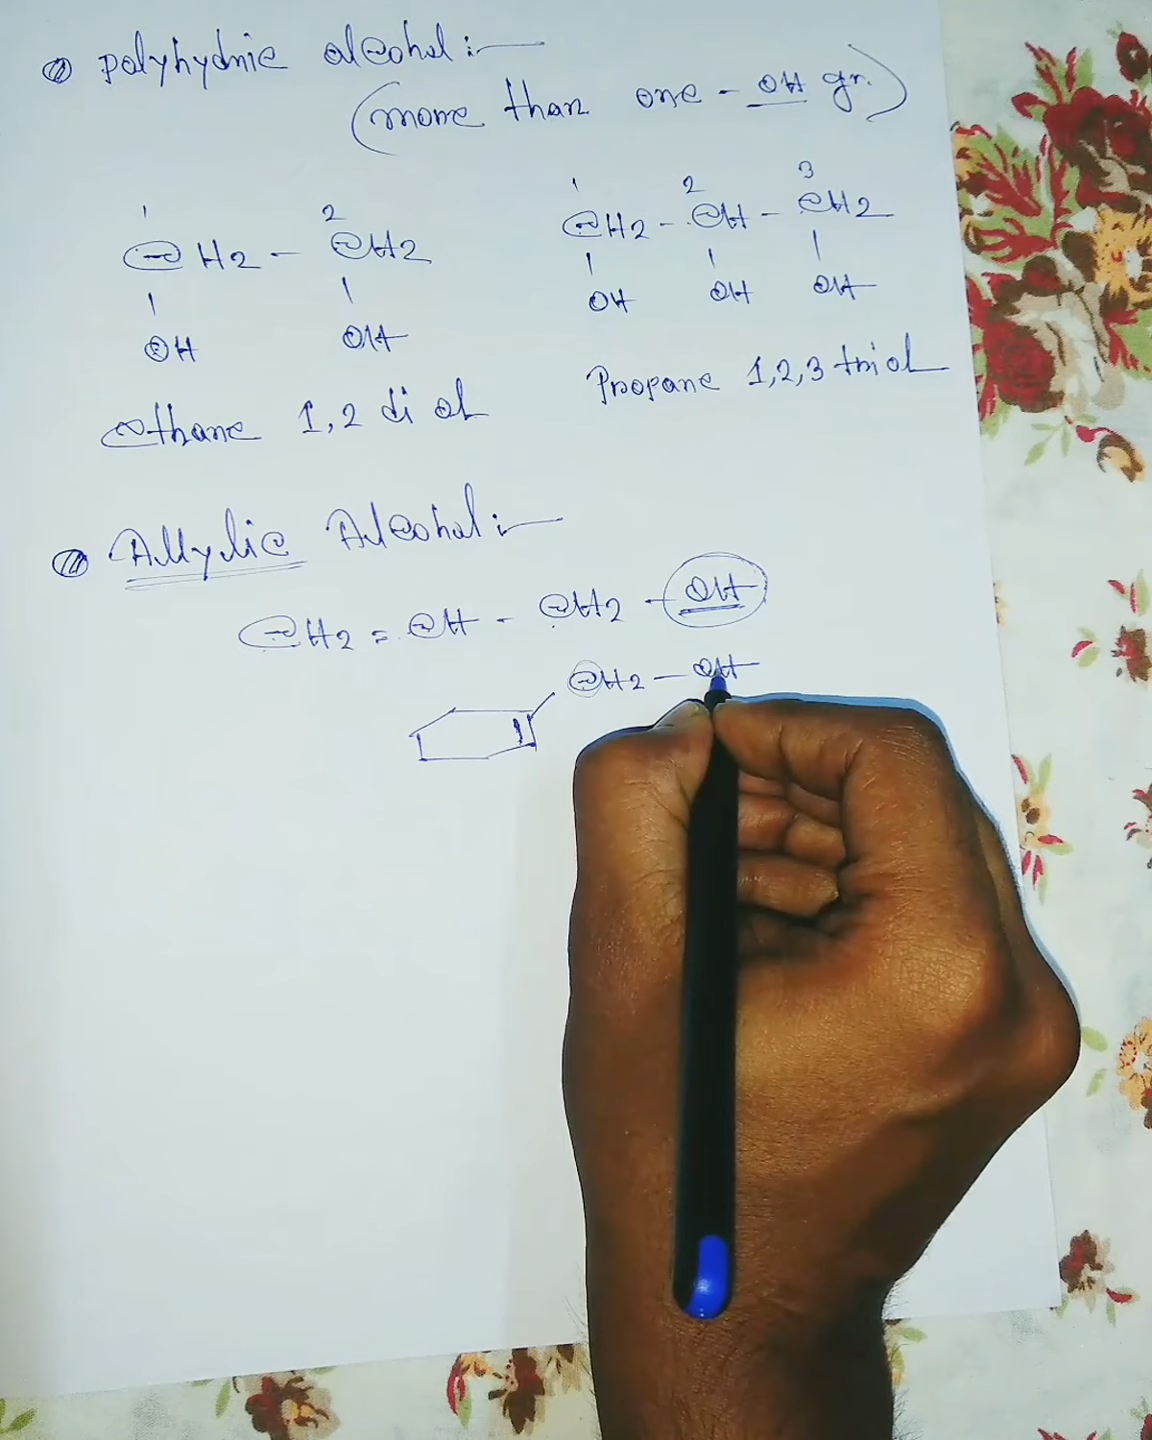 Polyhydric alcohol :-
(more than one - OH gr.)
1 2
CH2 - CH2
OH OH
ethane 1,2 di ol
1 2 3
CH2 - CH - CH2
OH OH OH
Propane 1,2,3 triol
Allylic Alcohol :-
CH2 = CH - CH2 - OH
CH2 - OH